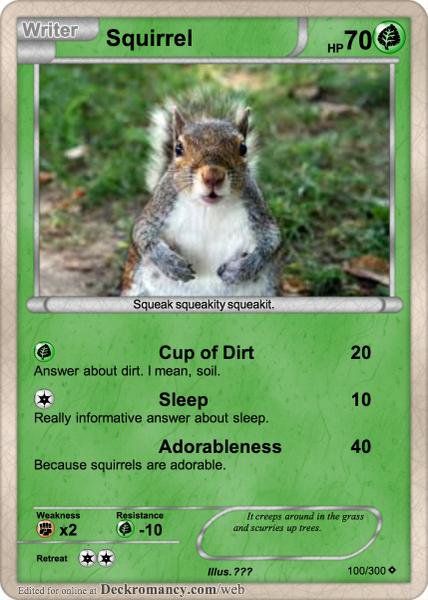 Writer
Squirrel
HP 70
Squeak squeakity squeakit.
Cup of Dirt 20
Answer about dirt. I mean, soil.
Sleep 10
Really informative answer about sleep.
Adorableness 40
Because squirrels are adorable.
Weakness Resistance
x2 -10
It creeps around in the grass
and scurries up trees.
Retreat
Illus. ???
100/300
Edited for online at Deckromancy.com/web